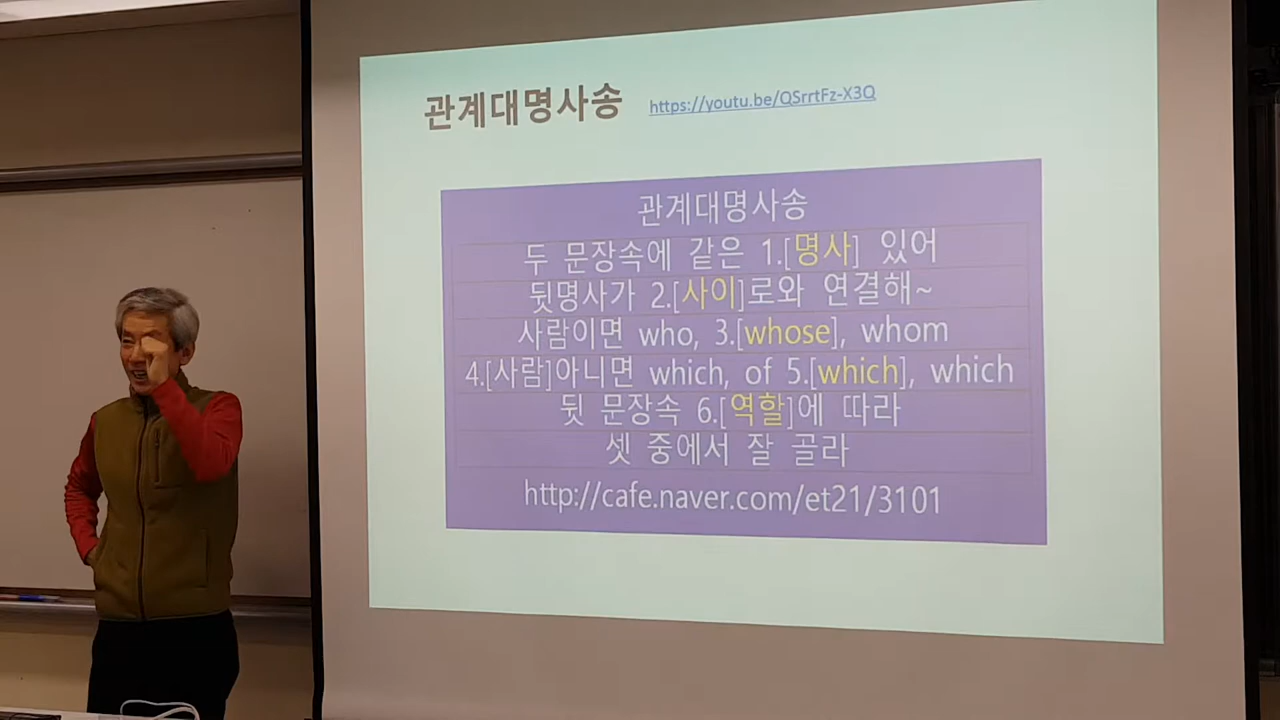 관계대명사송 https://youtu.be/QSrrtFz-X3Q
관계대명사송
두 문장속에 같은 1.[명사] 있어
뒷명사가 2.[사이]로와 연결해~
사람이면 who, 3.[whose], whom
4.[사람]아니면 which, of 5.[which], which
뒷 문장속 6.[역할]에 따라
셋 중에서 잘 골라
http://cafe.naver.com/et21/3101